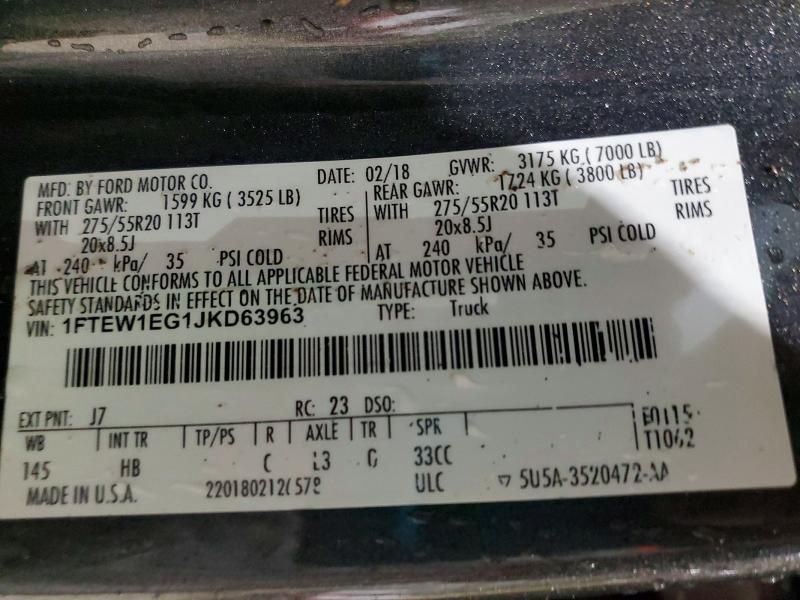 MFD. BY FORD MOTOR CO.
DATE: 02/18 GVWR: 3175 KG ( 7000 LB)
FRONT GAWR: 1599 KG ( 3525 LB)
REAR GAWR: 1724 KG ( 3800 LB)
WITH 275/55R20 113T TIRES
WITH 275/55R20 113T TIRES
20x8.5J RIMS
20x8.5J RIMS
AT 240 kPa/ 35 PSI COLD
AT 240 kPa/ 35 PSI COLD
THIS VEHICLE CONFORMS TO ALL APPLICABLE FEDERAL MOTOR VEHICLE
SAFETY STANDARDS IN EFFECT ON THE DATE OF MANUFACTURE SHOWN ABOVE.
VIN: 1FTEW1EG1JKD63963 TYPE: Truck
EXT PNT: J7 RC: 23 DSO:
WB INT TR TP/PS R AXLE TR SPR
145 HB C L3 G 33CC
ULC
T1062
MADE IN U.S.A.
5U5A-3520472-AA